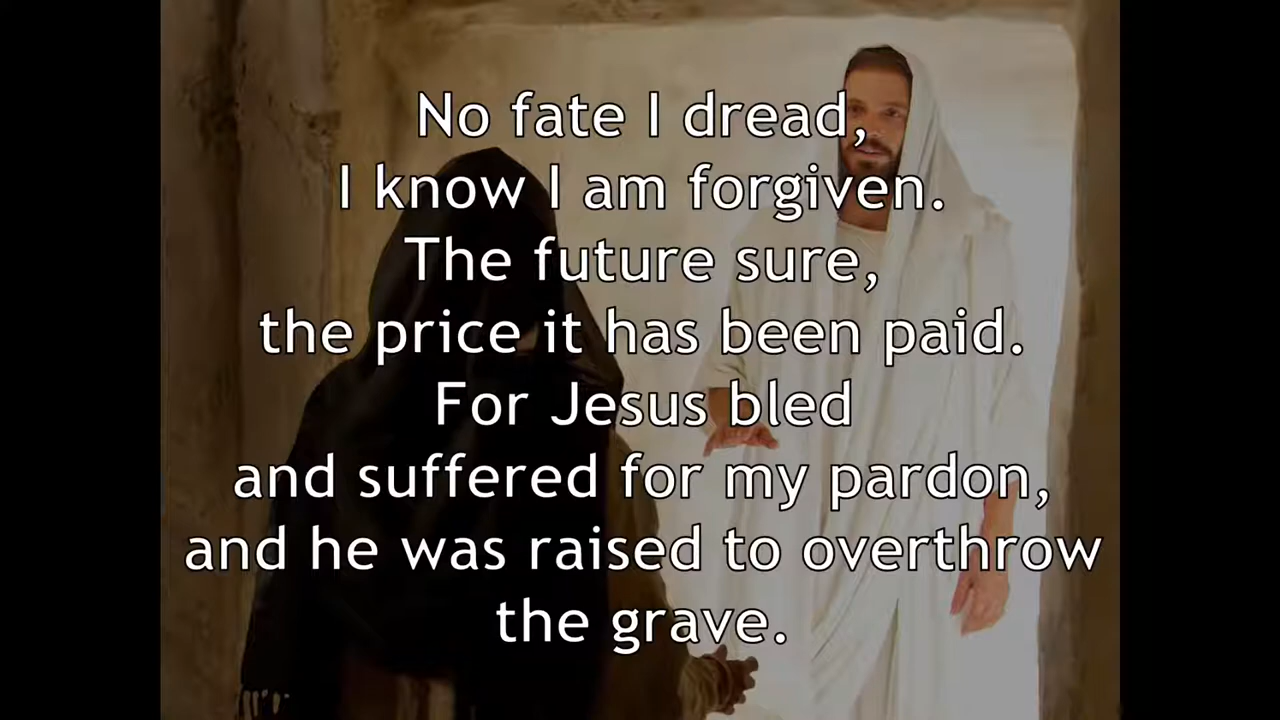 No fate I dread,
I know I am forgiven.
The future sure,
the price it has been paid.
For Jesus bled
and suffered for my pardon,
and he was raised to overthrow
the grave.